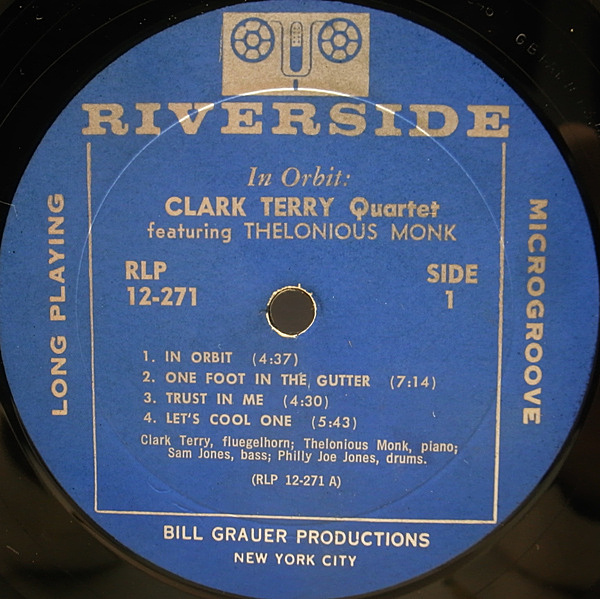 RIVERSIDE
In Orbit:
CLARK TERRY Quartet
featuring THELONIOUS MONK
RLP
12-271
SIDE
1
LONG PLAYING
MICROGROOVE
1. IN ORBIT (4:37)
2. ONE FOOT IN THE GUTTER (7:14)
3. TRUST IN ME (4:30)
4. LET'S COOL ONE (5:43)
Clark Terry, fluegelhorn; Thelonious Monk, piano;
Sam Jones, bass; Philly Joe Jones, drums.
(RLP 12-271 A)
BILL GRAUER PRODUCTIONS
NEW YORK CITY